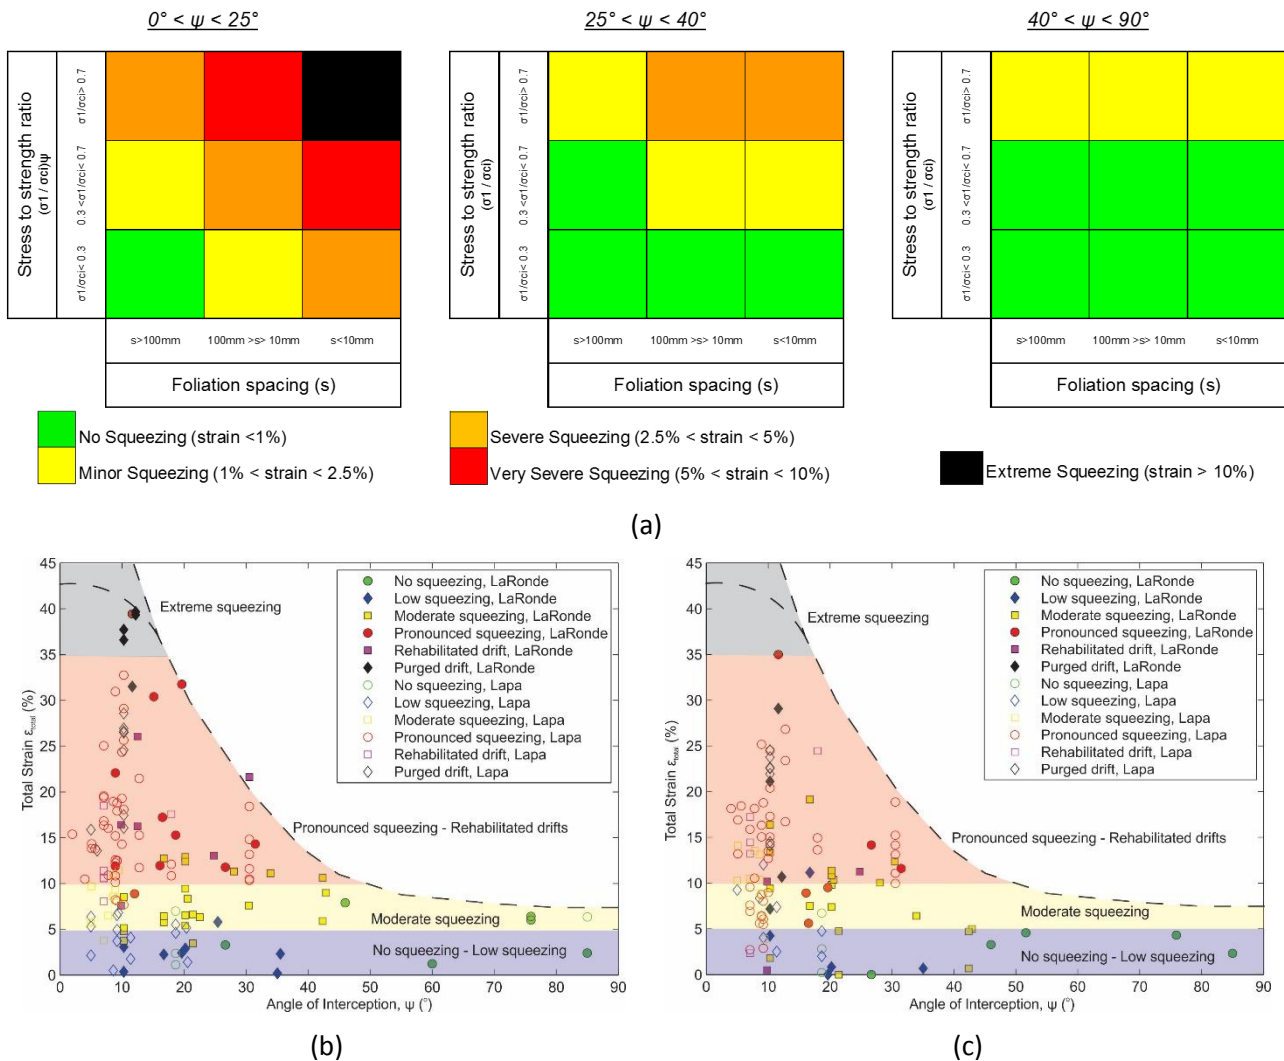 0° < ψ < 25°
25° < ψ < 40°
40° < ψ < 90°
Stress to strength ratio
(σ1 / σci)ψ
σ1/σci> 0.7
0.3 <σ1/σci< 0.7
σ1/σci< 0.3
s>100mm
100mm >s> 10mm
s<10mm
Foliation spacing (s)
Stress to strength ratio
(σ1 / σci)
σ1/σci> 0.7
0.3 <σ1/σci< 0.7
σ1/σci< 0.3
s>100mm
100mm >s> 10mm
s<10mm
Foliation spacing (s)
Stress to strength ratio
(σ1 / σci)
σ1/σci> 0.7
0.3 <σ1/σci< 0.7
σ1/σci< 0.3
s>100mm
100mm >s> 10mm
s<10mm
Foliation spacing (s)
No Squeezing (strain <1%)
Minor Squeezing (1% < strain < 2.5%)
Severe Squeezing (2.5% < strain < 5%)
Very Severe Squeezing (5% < strain < 10%)
Extreme Squeezing (strain > 10%)
(a)
Total Strain ε_total (%)
45
40
35
30
25
20
15
10
5
0
Extreme squeezing
No squeezing, LaRonde
Low squeezing, LaRonde
Moderate squeezing, LaRonde
Pronounced squeezing, LaRonde
Rehabilitated drift, LaRonde
Purged drift, LaRonde
No squeezing, Lapa
Low squeezing, Lapa
Moderate squeezing, Lapa
Pronounced squeezing, Lapa
Rehabilitated drift, Lapa
Purged drift, Lapa
Pronounced squeezing - Rehabilitated drifts
Moderate squeezing
No squeezing - Low squeezing
0 10 20 30 40 50 60 70 80 90
Angle of Interception, ψ (°)
(b)
Total Strain ε_total (%)
45
40
35
30
25
20
15
10
5
0
Extreme squeezing
No squeezing, LaRonde
Low squeezing, LaRonde
Moderate squeezing, LaRonde
Pronounced squeezing, LaRonde
Rehabilitated drift, LaRonde
Purged drift, LaRonde
No squeezing, Lapa
Low squeezing, Lapa
Moderate squeezing, Lapa
Pronounced squeezing, Lapa
Rehabilitated drift, Lapa
Purged drift, Lapa
Pronounced squeezing - Rehabilitated drifts
Moderate squeezing
No squeezing - Low squeezing
0 10 20 30 40 50 60 70 80 90
Angle of Interception, ψ (°)
(c)